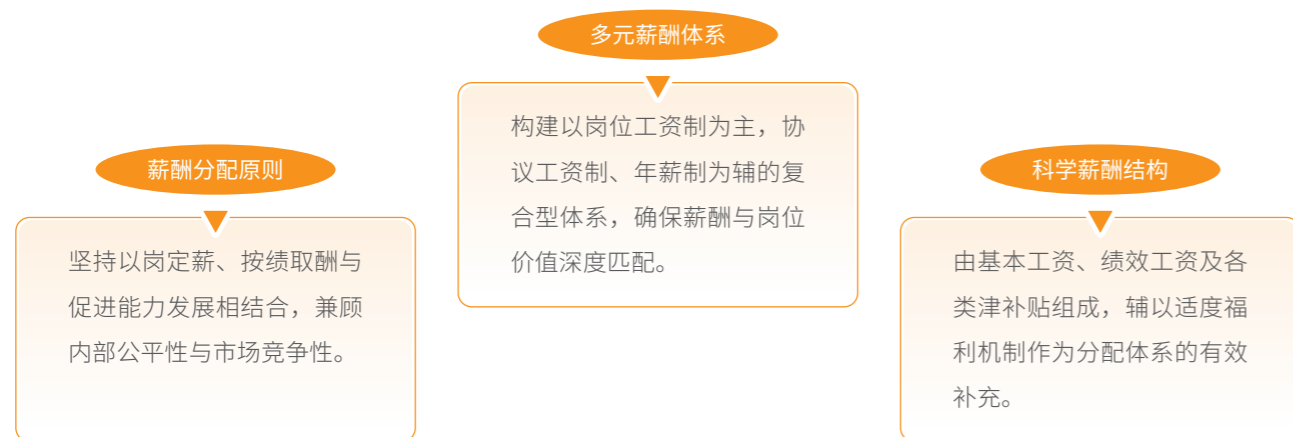 薪酬分配原则
坚持以岗定薪、按绩取酬与
促进能力发展相结合，兼顾
内部公平性与市场竞争性。
多元薪酬体系
构建以岗位工资制为主，协
议工资制、年薪制为辅的复
合型体系，确保薪酬与岗位
价值深度匹配。
科学薪酬结构
由基本工资、绩效工资及各
类津补贴组成，辅以适度福
利机制作为分配体系的有效
补充。